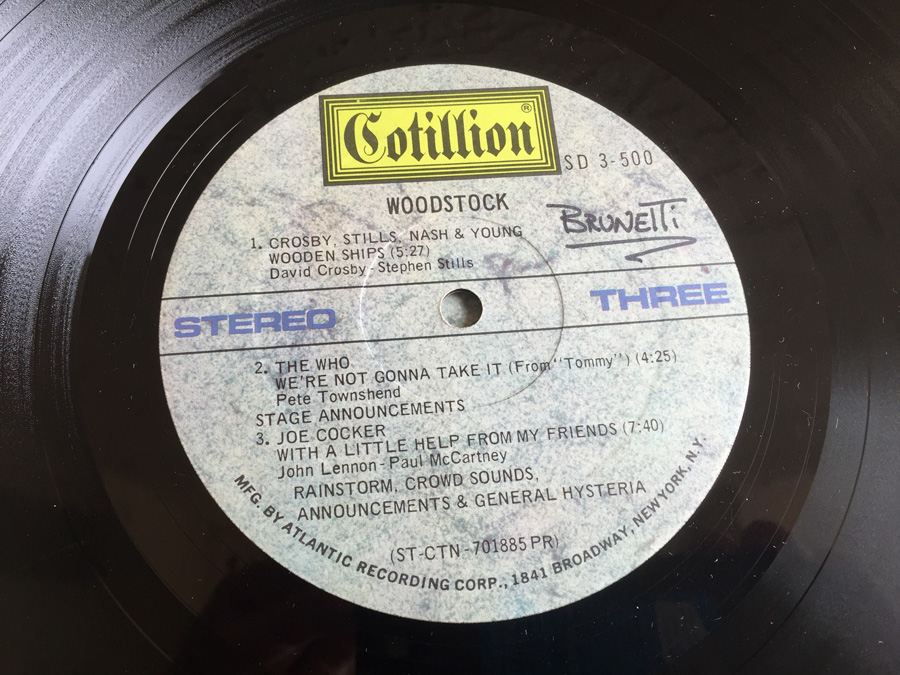 Cotillion®
SD 3-500
WOODSTOCK
BRUNETTI
1. CROSBY, STILLS, NASH & YOUNG
WOODEN SHIPS (5:27)
David Crosby- Stephen Stills
STEREO THREE
2. THE WHO
WE'RE NOT GONNA TAKE IT (From "Tommy") (4:25)
Pete Townshend
STAGE ANNOUNCEMENTS
3. JOE COCKER
WITH A LITTLE HELP FROM MY FRIENDS (7:40)
John Lennon - Paul McCartney
RAINSTORM, CROWD SOUNDS,
ANNOUNCEMENTS & GENERAL HYSTERIA
(ST-CTN-701885 PR)
MFG. BY ATLANTIC RECORDING CORP., 1841 BROADWAY, NEW YORK, N.Y.